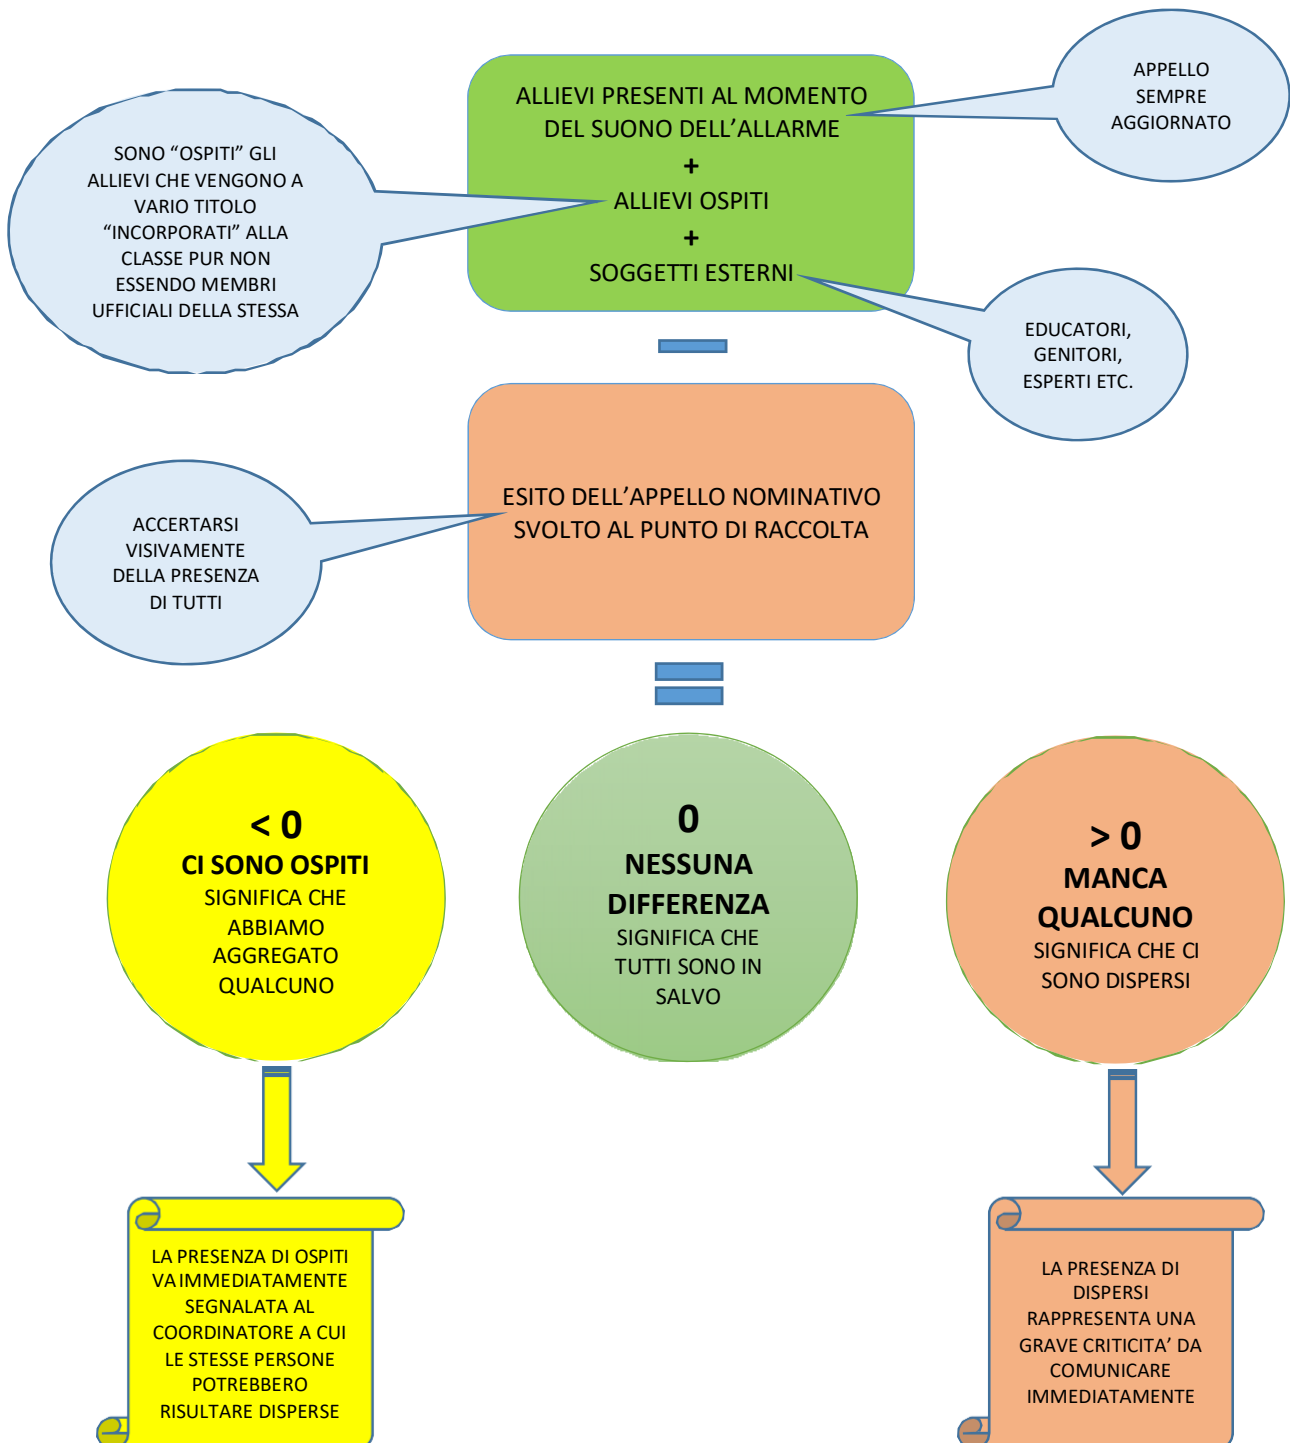 APPELLO
SEMPRE
AGGIORNATO
ALLIEVI PRESENTI AL MOMENTO
DEL SUONO DELL’ALLARME
+
ALLIEVI OSPITI
+
SOGGETTI ESTERNI
SONO “OSPITI” GLI
ALLIEVI CHE VENGONO A
VARIO TITOLO
“INCORPORATI” ALLA
CLASSE PUR NON
ESSENDO MEMBRI
UFFICIALI DELLA STESSA
EDUCATORI,
GENITORI,
ESPERTI ETC.
ESITO DELL’APPELLO NOMINATIVO
SVOLTO AL PUNTO DI RACCOLTA
ACCERTARSI
VISIVAMENTE
DELLA PRESENZA
DI TUTTI
< 0
CI SONO OSPITI
SIGNIFICA CHE
ABBIAMO
AGGREGATO
QUALCUNO
0
NESSUNA
DIFFERENZA
SIGNIFICA CHE
TUTTI SONO IN
SALVO
> 0
MANCA
QUALCUNO
SIGNIFICA CHE CI
SONO DISPERSI
LA PRESENZA DI OSPITI
VA IMMEDIATAMENTE
SEGNALATA AL
COORDINATORE A CUI
LE STESSE PERSONE
POTREBBERO
RISULTARE DISPERSE
LA PRESENZA DI
DISPERSI
RAPPRESENTA UNA
GRAVE CRITICITA’ DA
COMUNICARE
IMMEDIATAMENTE